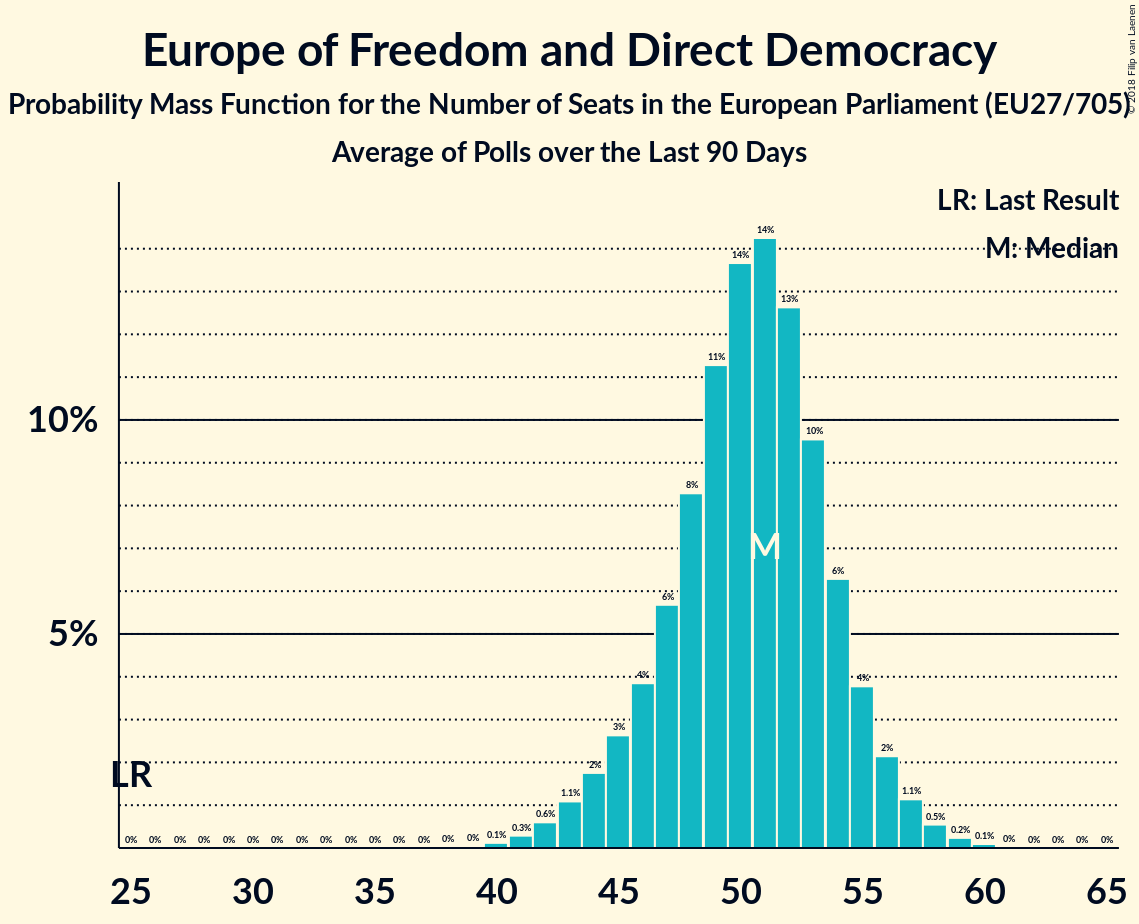 Europe of Freedom and Direct Democracy
Probability Mass Function for the Number of Seats in the European Parliament (EU27/705)
Average of Polls over the Last 90 Days
© 2018 Filip van Laenen
LR: Last Result
M: Median
10%
5%
LR
M
0% 0% 0% 0% 0% 0% 0% 0% 0% 0% 0% 0% 0% 0% 0% 0.1% 0.3% 0.6% 1.1% 2% 3% 4% 6% 8% 11% 14% 14% 13% 10% 6% 4% 2% 1.1% 0.5% 0.2% 0.1% 0% 0% 0% 0% 0%
25 30 35 40 45 50 55 60 65